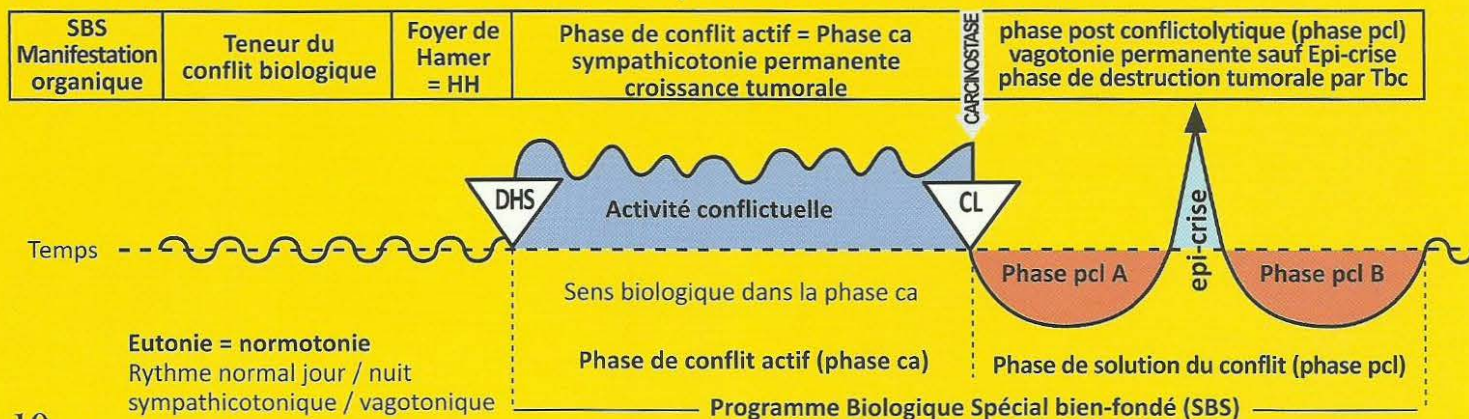 SBS
Manifestation
organique
Teneur du
conflit biologique
Foyer de
Hamer
= HH
Phase de conflit actif = Phase ca
sympathicotonie permanente
croissance tumorale
CARCINOSTASE
phase post conflictolytique (phase pcl)
vagotonie permanente sauf Epi-crise
phase de destruction tumorale par Tbc
DHS
Activité conflictuelle
CL
Temps
Phase pcl A
epi-crise
Phase pcl B
Sens biologique dans la phase ca
Eutonie = normotonie
Rythme normal jour / nuit
sympathicotonique / vagotonique
Phase de conflit actif (phase ca)
Phase de solution du conflit (phase pcl)
Programme Biologique Spécial bien-fondé (SBS)